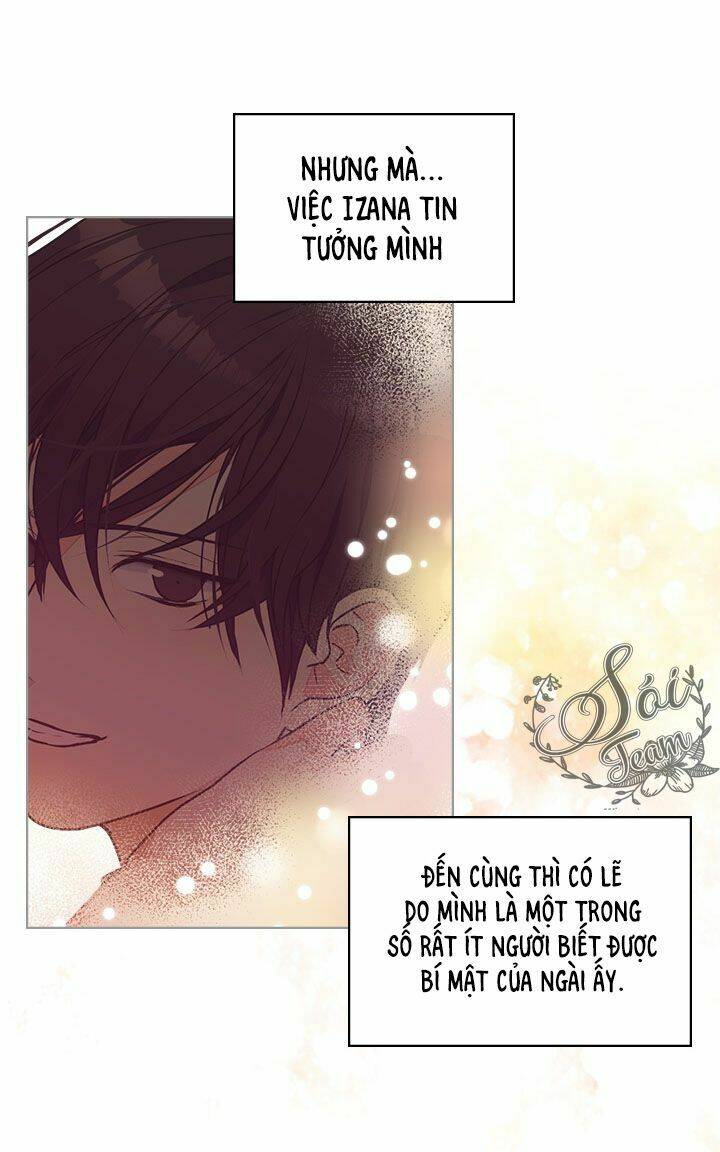 NHƯNG MÀ...
VIỆC IZANA TIN
TƯỞNG MÌNH
Sói
Team
ĐẾN CÙNG THÌ CÓ LẼ
DO MÌNH LÀ MỘT TRONG
SỐ RẤT ÍT NGƯỜI BIẾT ĐƯỢC
BÍ MẬT CỦA NGÀI ẤY.